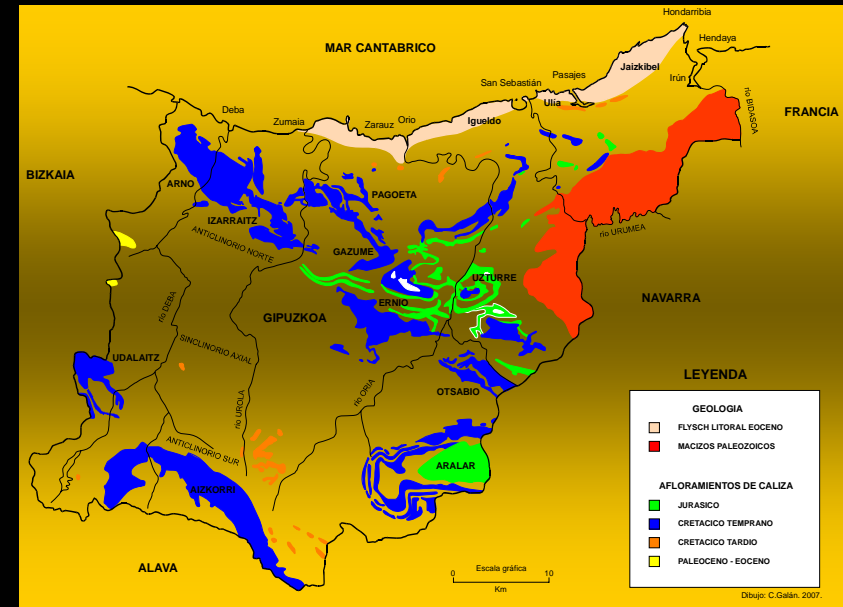 Hondarribia
Hendaya
MAR CANTABRICO
Jaizkibel
Pasajes
San Sebastián
Irún
río BIDASOA
Ulía
Deba
FRANCIA
Zumaia
Zarauz
Orio
Igueldo
BIZKAIA
ARNO
PAGOETA
IZARRAITZ
río URUMEA
ANTICLINORIO NORTE
GAZUME
UZTURRE
NAVARRA
ERNIO
río DEBA
GIPUZKOA
SINCLINORIO AXIAL
UDALAITZ
OTSABIO
río ORIA
río UROLA
ANTICLINORIO SUR
ARALAR
AIZKORRI
ALAVA
Escala gráfica
0 10
Km
LEYENDA
GEOLOGIA
FLYSCH LITORAL EOCENO
MACIZOS PALEOZOICOS
AFLORAMIENTOS DE CALIZA
JURASICO
CRETACICO TEMPRANO
CRETACICO TARDIO
PALEOCENO - EOCENO
Dibujo: C.Galán. 2007.